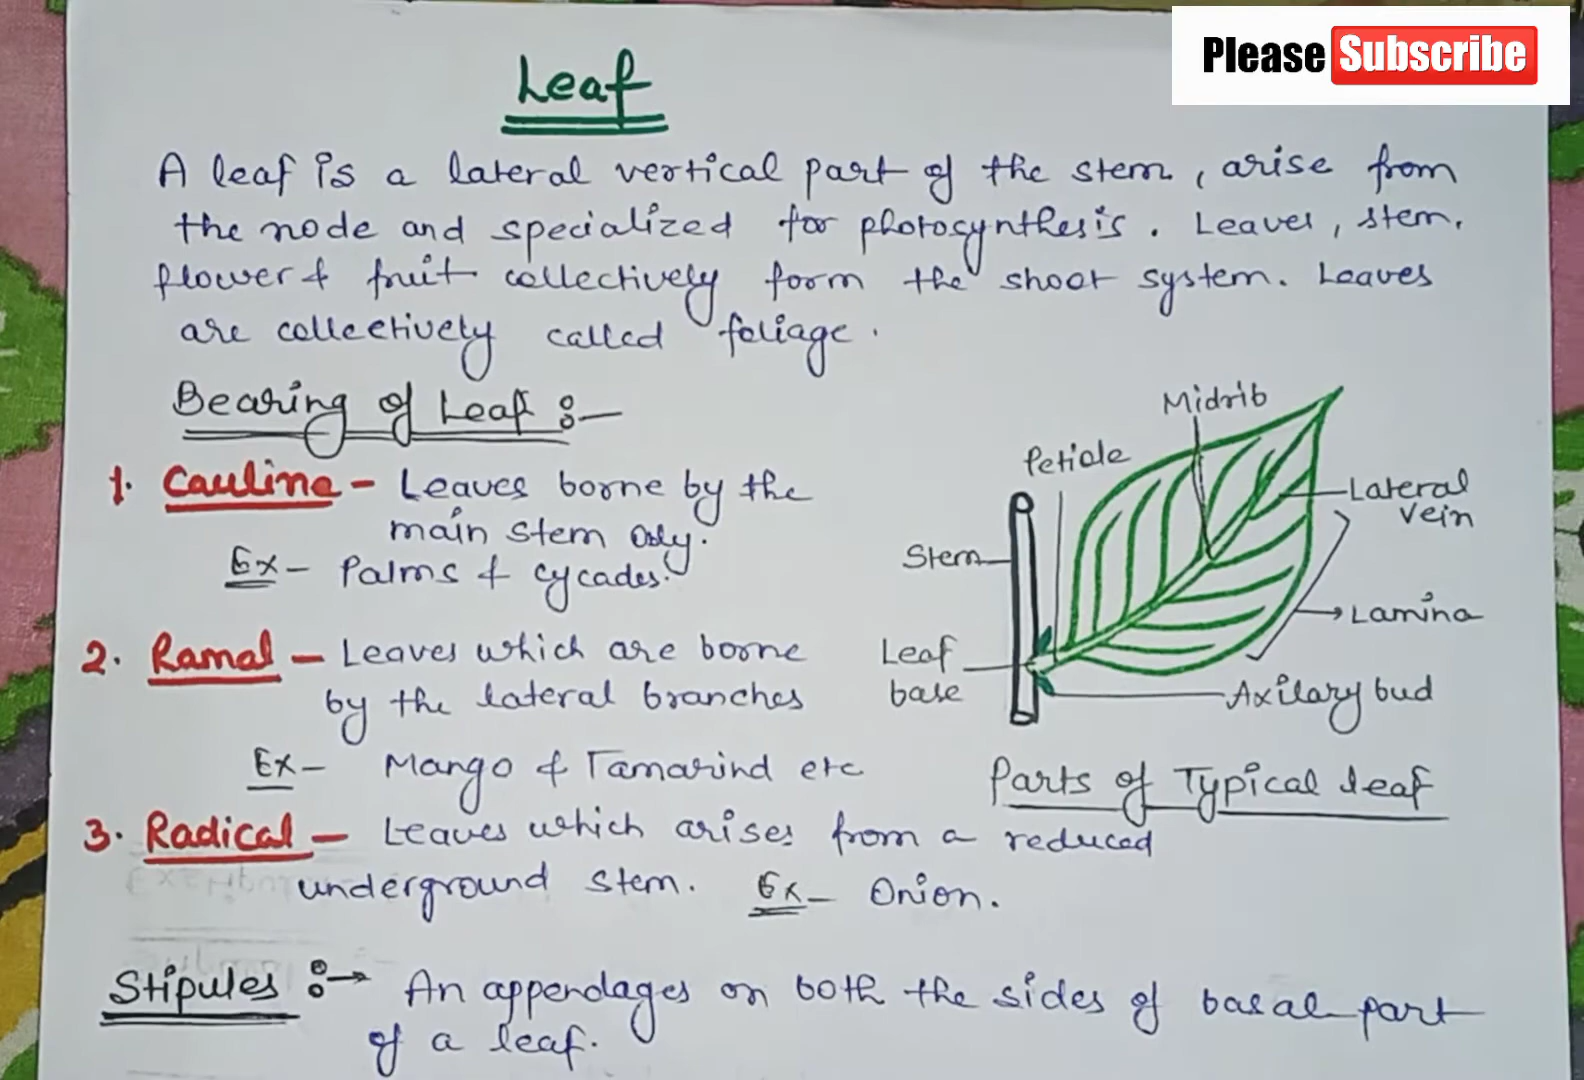 Please Subscribe
Leaf
A leaf is a lateral vertical part of the stem, arise from
the node and specialized for photosynthesis. Leaves, stem,
flower & fruit collectively form the shoot system. Leaves
are collectively called foliage.
Bearing of Leaf :-
1. Cauline - Leaves borne by the
main stem only.
Ex- Palms & cycades.
2. Ramal - Leaves which are borne
by the lateral branches
Ex- Mango & Tamarind etc
3. Radical - Leaves which arises from a reduced
underground stem. Ex- Onion.
Midrib
Petiole
Lateral
vein
Stem
Lamina
Leaf
base
Axilary bud
Parts of Typical leaf
Stipules :→ An appendages on both the sides of basal part
of a leaf.